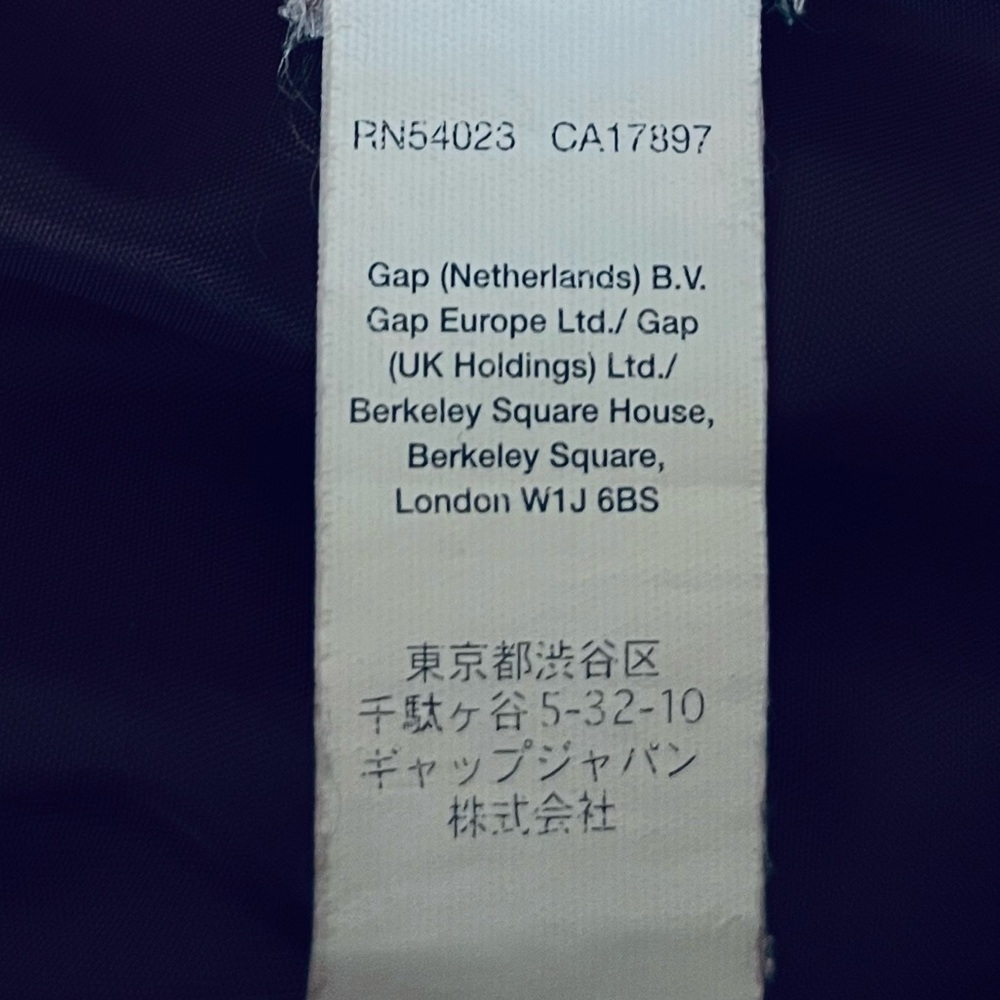 RN54023 CA17897
Gap (Netherlands) B.V.
Gap Europe Ltd./ Gap
(UK Holdings) Ltd./
Berkeley Square House,
Berkeley Square,
London W1J 6BS
東京都渋谷区
千駄ヶ谷5-32-10
ギャップジャパン
株式会社